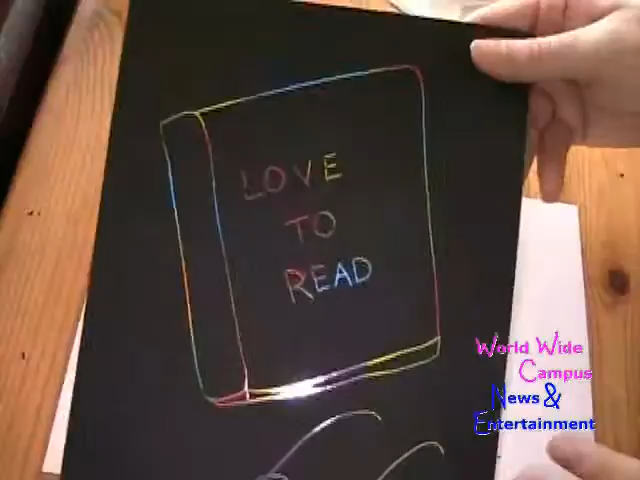 LOVE
TO
READ
World Wide
Campus
News &
Entertainment